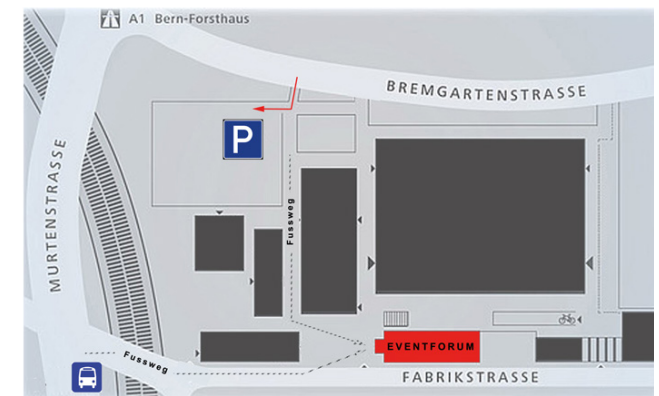 A1 Bern-Forsthaus
BREMGARTENSTRASSE
P
MURTENSTRASSE
Fussweg
EVENTFORUM
Fussweg
FABRIKSTRASSE